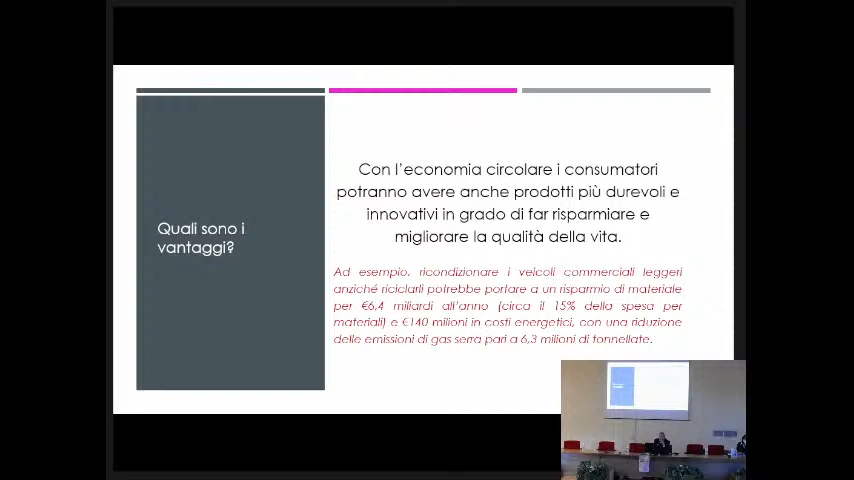 Quali sono i
vantaggi?
Con l'economia circolare i consumatori
potranno avere anche prodotti più durevoli e
innovativi in grado di far risparmiare e
migliorare la qualità della vita.
Ad esempio, ricondizionare i veicoli commerciali leggeri
anziché riciclarli potrebbe portare a un risparmio di materiale
per €6,4 miliardi all'anno (circa il 15% della spesa per
materiali) e €140 milioni in costi energetici, con una riduzione
delle emissioni di gas serra pari a 6,3 milioni di tonnellate.